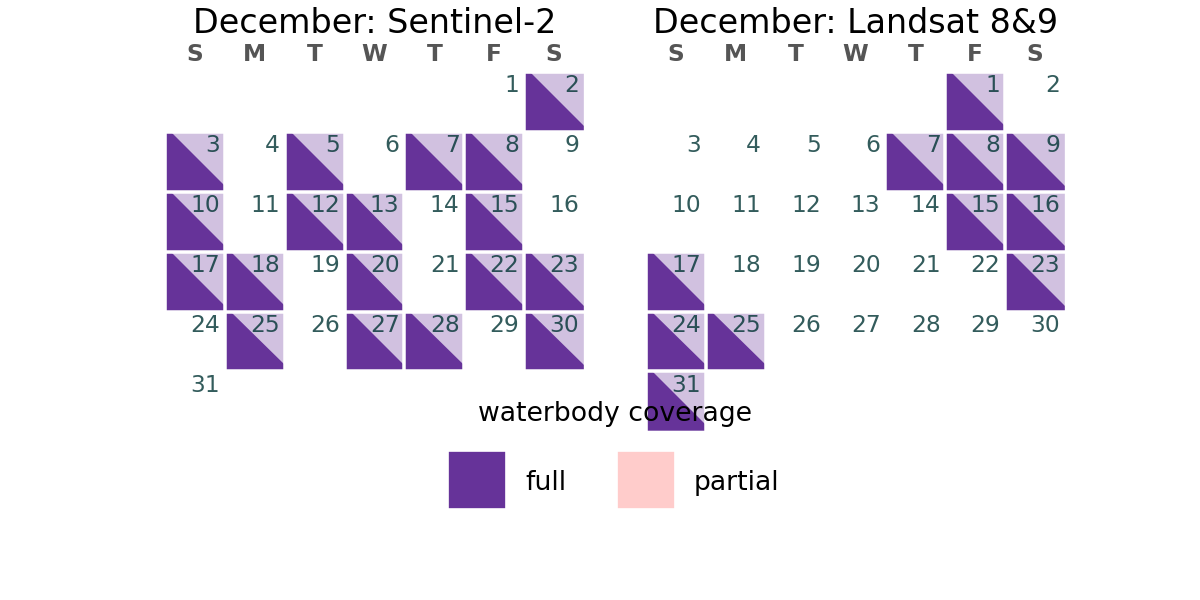 December: Sentinel-2
S M T W T F S
1 2
3 4 5 6 7 8 9
10 11 12 13 14 15 16
17 18 19 20 21 22 23
24 25 26 27 28 29 30
31
December: Landsat 8&9
S M T W T F S
1 2
3 4 5 6 7 8 9
10 11 12 13 14 15 16
17 18 19 20 21 22 23
24 25 26 27 28 29 30
31
waterbody coverage
full partial